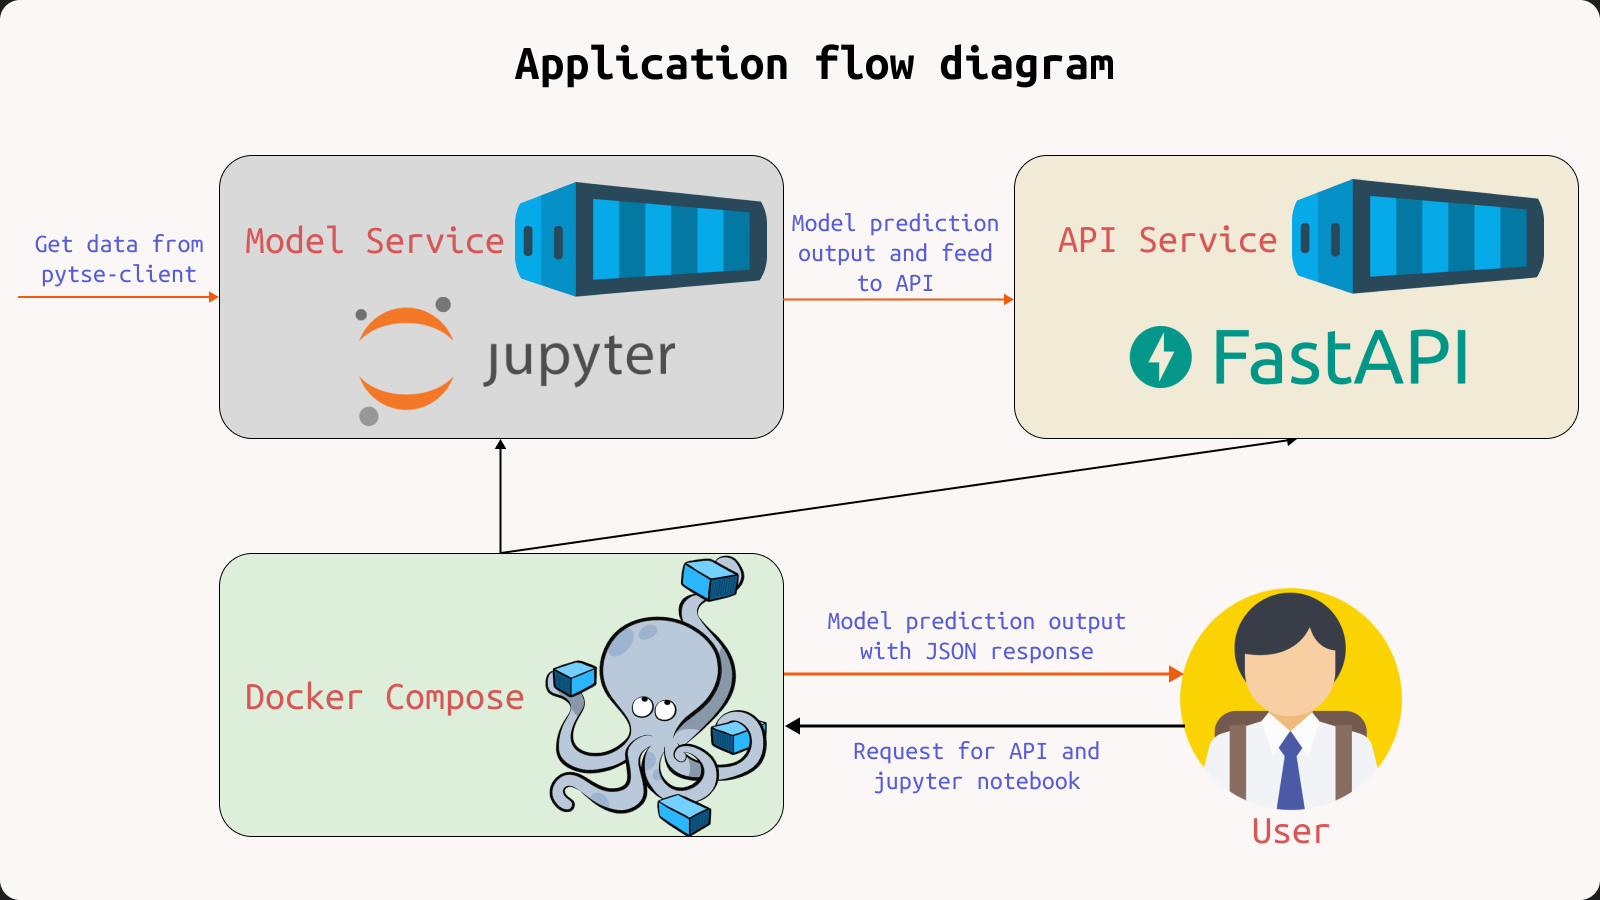 Application flow diagram
Get data from
pytse-client
Model Service
jupyter
Model prediction
output and feed
to API
API Service
FastAPI
Docker Compose
Model prediction output
with JSON response
Request for API and
jupyter notebook
User